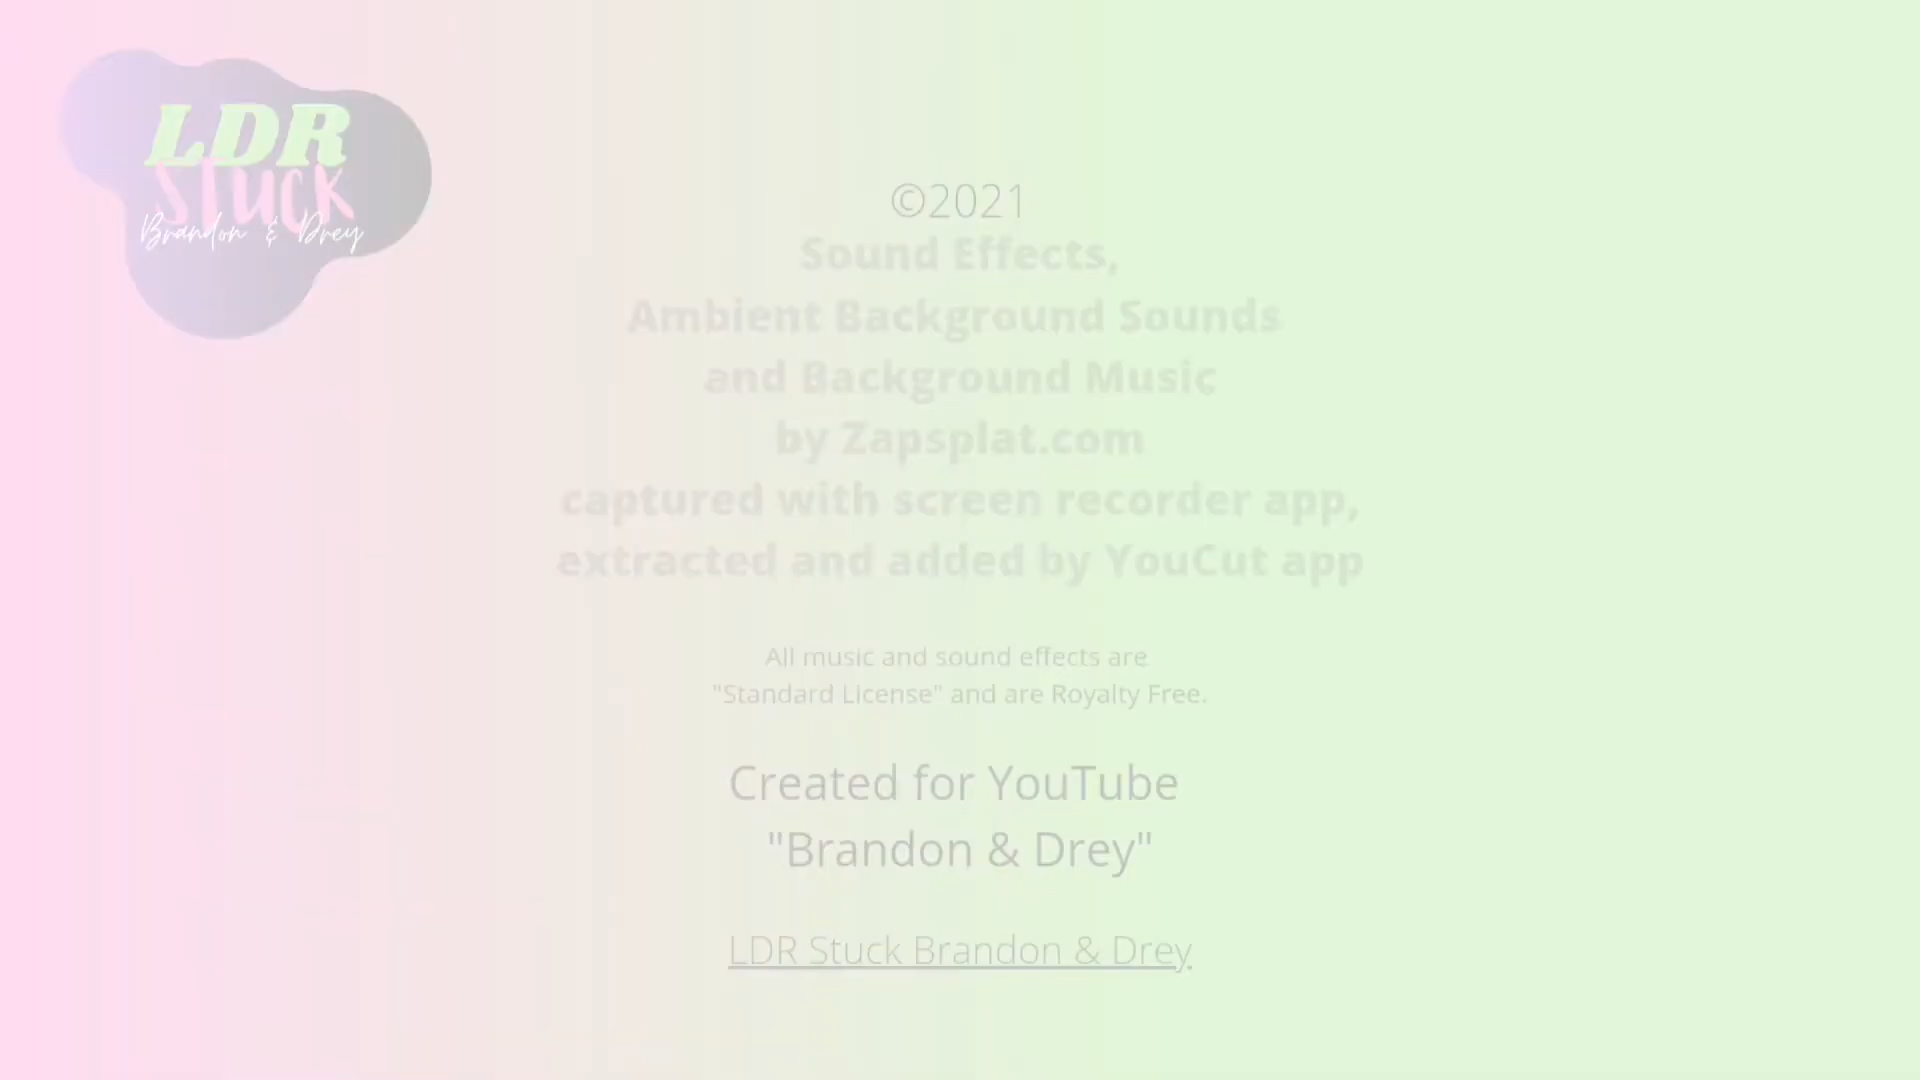 LDR
STUCK
Brandon & Drey
©2021
Sound Effects,
Ambient Background Sounds
and Background Music
by Zapsplat.com
captured with screen recorder app,
extracted and added by YouCut app
All music and sound effects are
"Standard License" and are Royalty Free.
Created for YouTube
"Brandon & Drey"
LDR Stuck Brandon & Drey